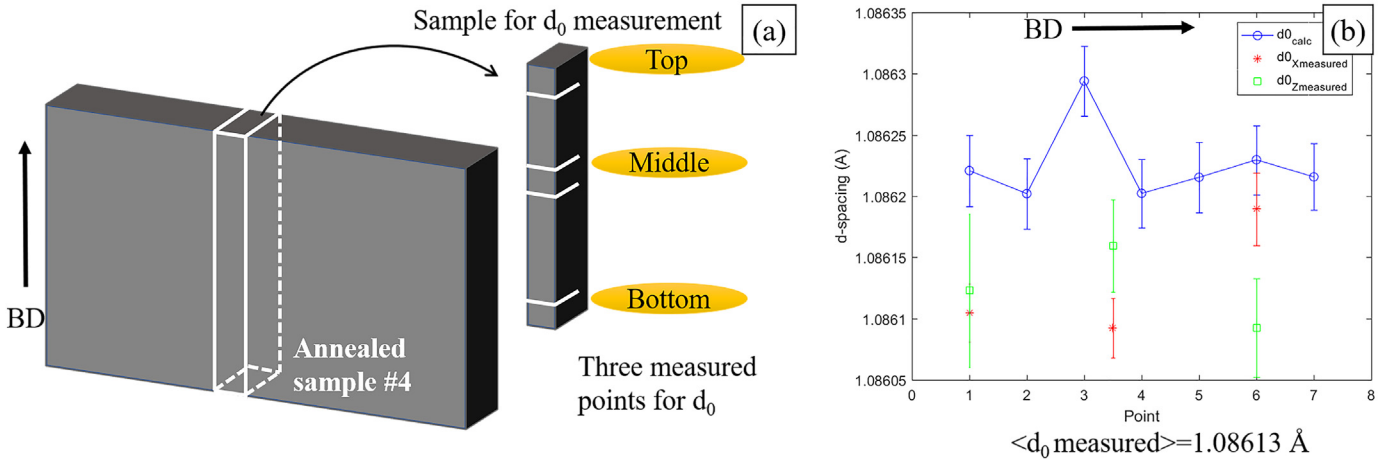 Sample for d0 measurement
(a)
Top
Middle
Bottom
BD
Annealed
sample #4
Three measured
points for d0
(b)
BD
d0calc
d0Xmeasured
d0Zmeasured
1.08635
1.0863
1.08625
1.0862
1.08615
1.0861
1.08605
d-spacing (A)
0 1 2 3 4 5 6 7 8
Point
<d0 measured>=1.08613 Å